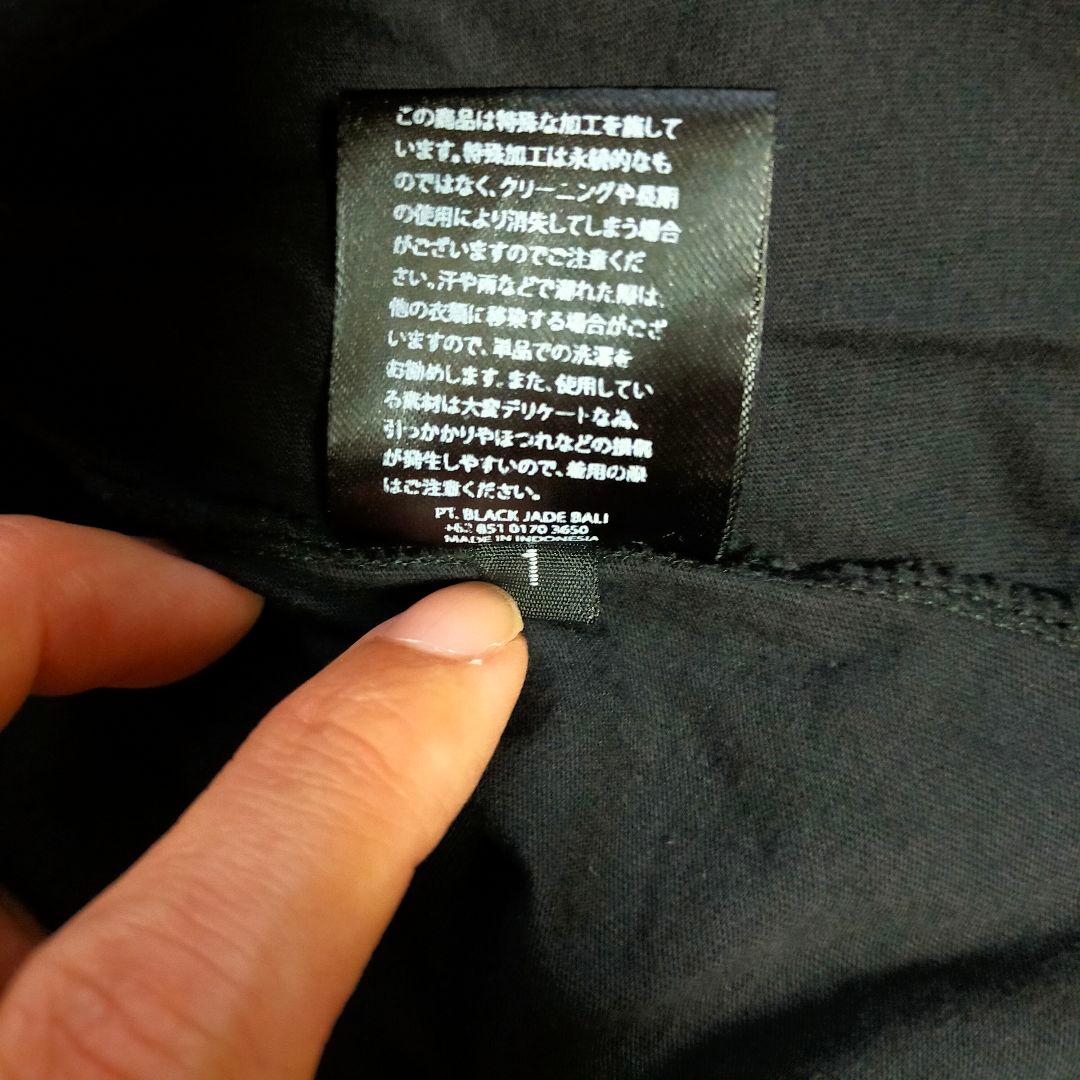 この商品は特殊な加工を施して
います。特殊加工は永続的なも
のではなく、クリーニングや長期
の使用により消失してしまう場合
がございますのでご注意くだ
さい。汗や雨などで濡れた際は、
他の衣類に移染する場合がござ
いますので、単品での洗濯を
お勧めします。また、使用してい
る素材は大変デリケートな為、
引っかかりやほつれなどの損傷
が発生しやすいので、着用の際
はご注意ください。
PT. BLACK JADE BALI
+62 851 0170 3650
MADE IN INDONESIA
1